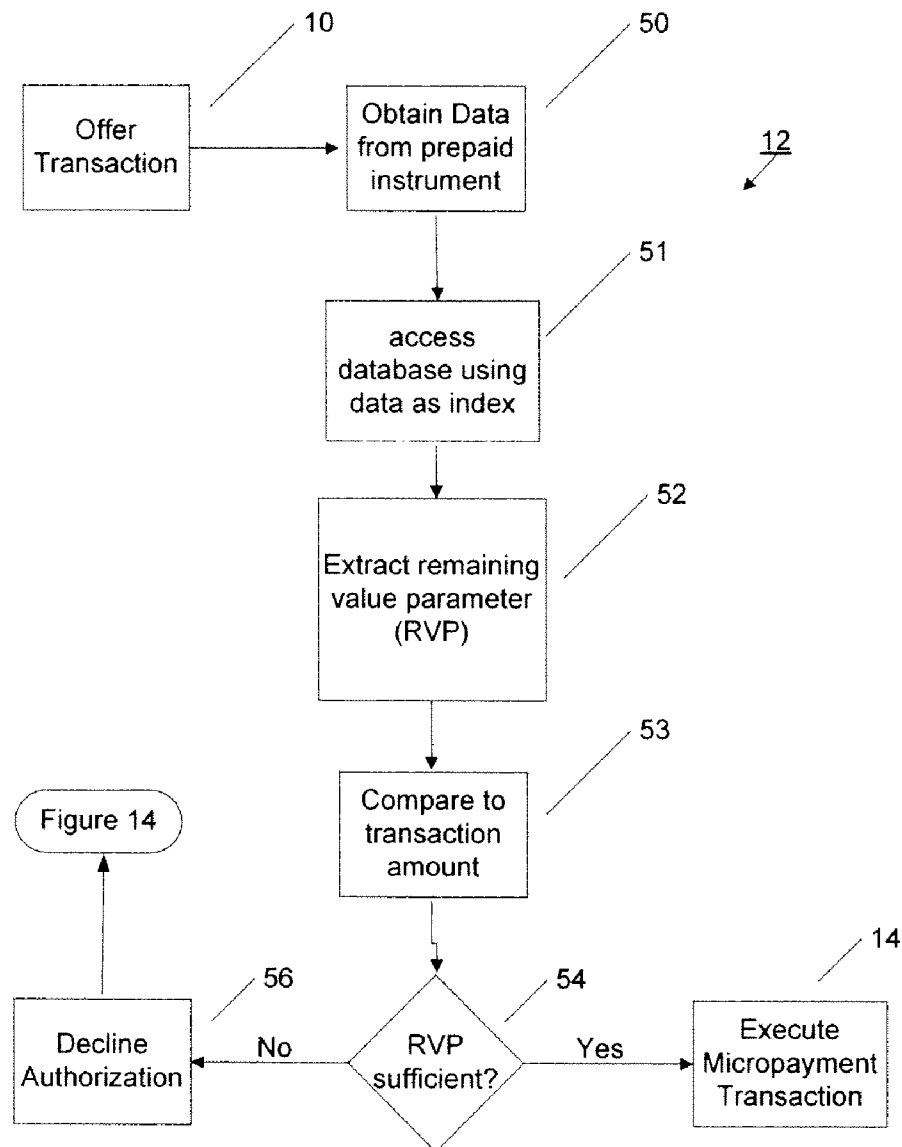 10
50
Offer
Transaction
Obtain Data
from prepaid
instrument
12
51
access
database using
data as index
52
Extract remaining
value parameter
(RVP)
53
Compare to
transaction
amount
Figure 14
56
54
14
Decline
Authorization
No
RVP
sufficient?
Yes
Execute
Micropayment
Transaction